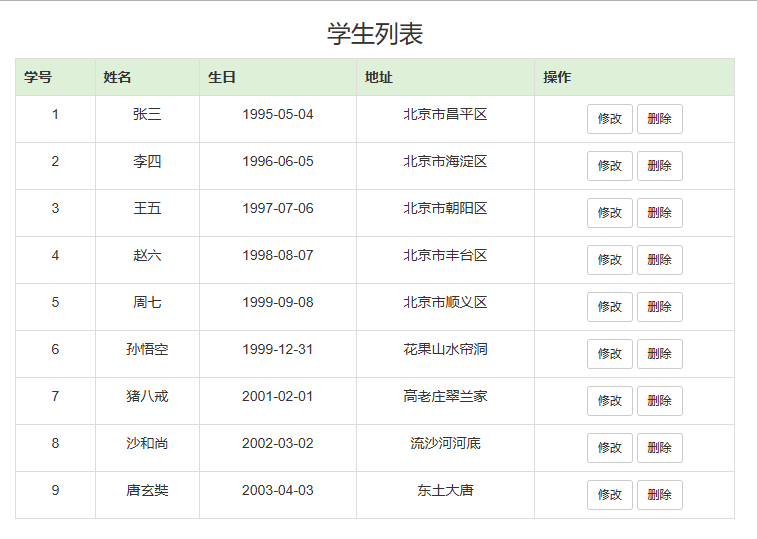 学生列表
学号 姓名 生日 地址 操作
1 张三 1995-05-04 北京市昌平区 修改 删除
2 李四 1996-06-05 北京市海淀区 修改 删除
3 王五 1997-07-06 北京市朝阳区 修改 删除
4 赵六 1998-08-07 北京市丰台区 修改 删除
5 周七 1999-09-08 北京市顺义区 修改 删除
6 孙悟空 1999-12-31 花果山水帘洞 修改 删除
7 猪八戒 2001-02-01 高老庄翠兰家 修改 删除
8 沙和尚 2002-03-02 流沙河河底 修改 删除
9 唐玄奘 2003-04-03 东土大唐 修改 删除